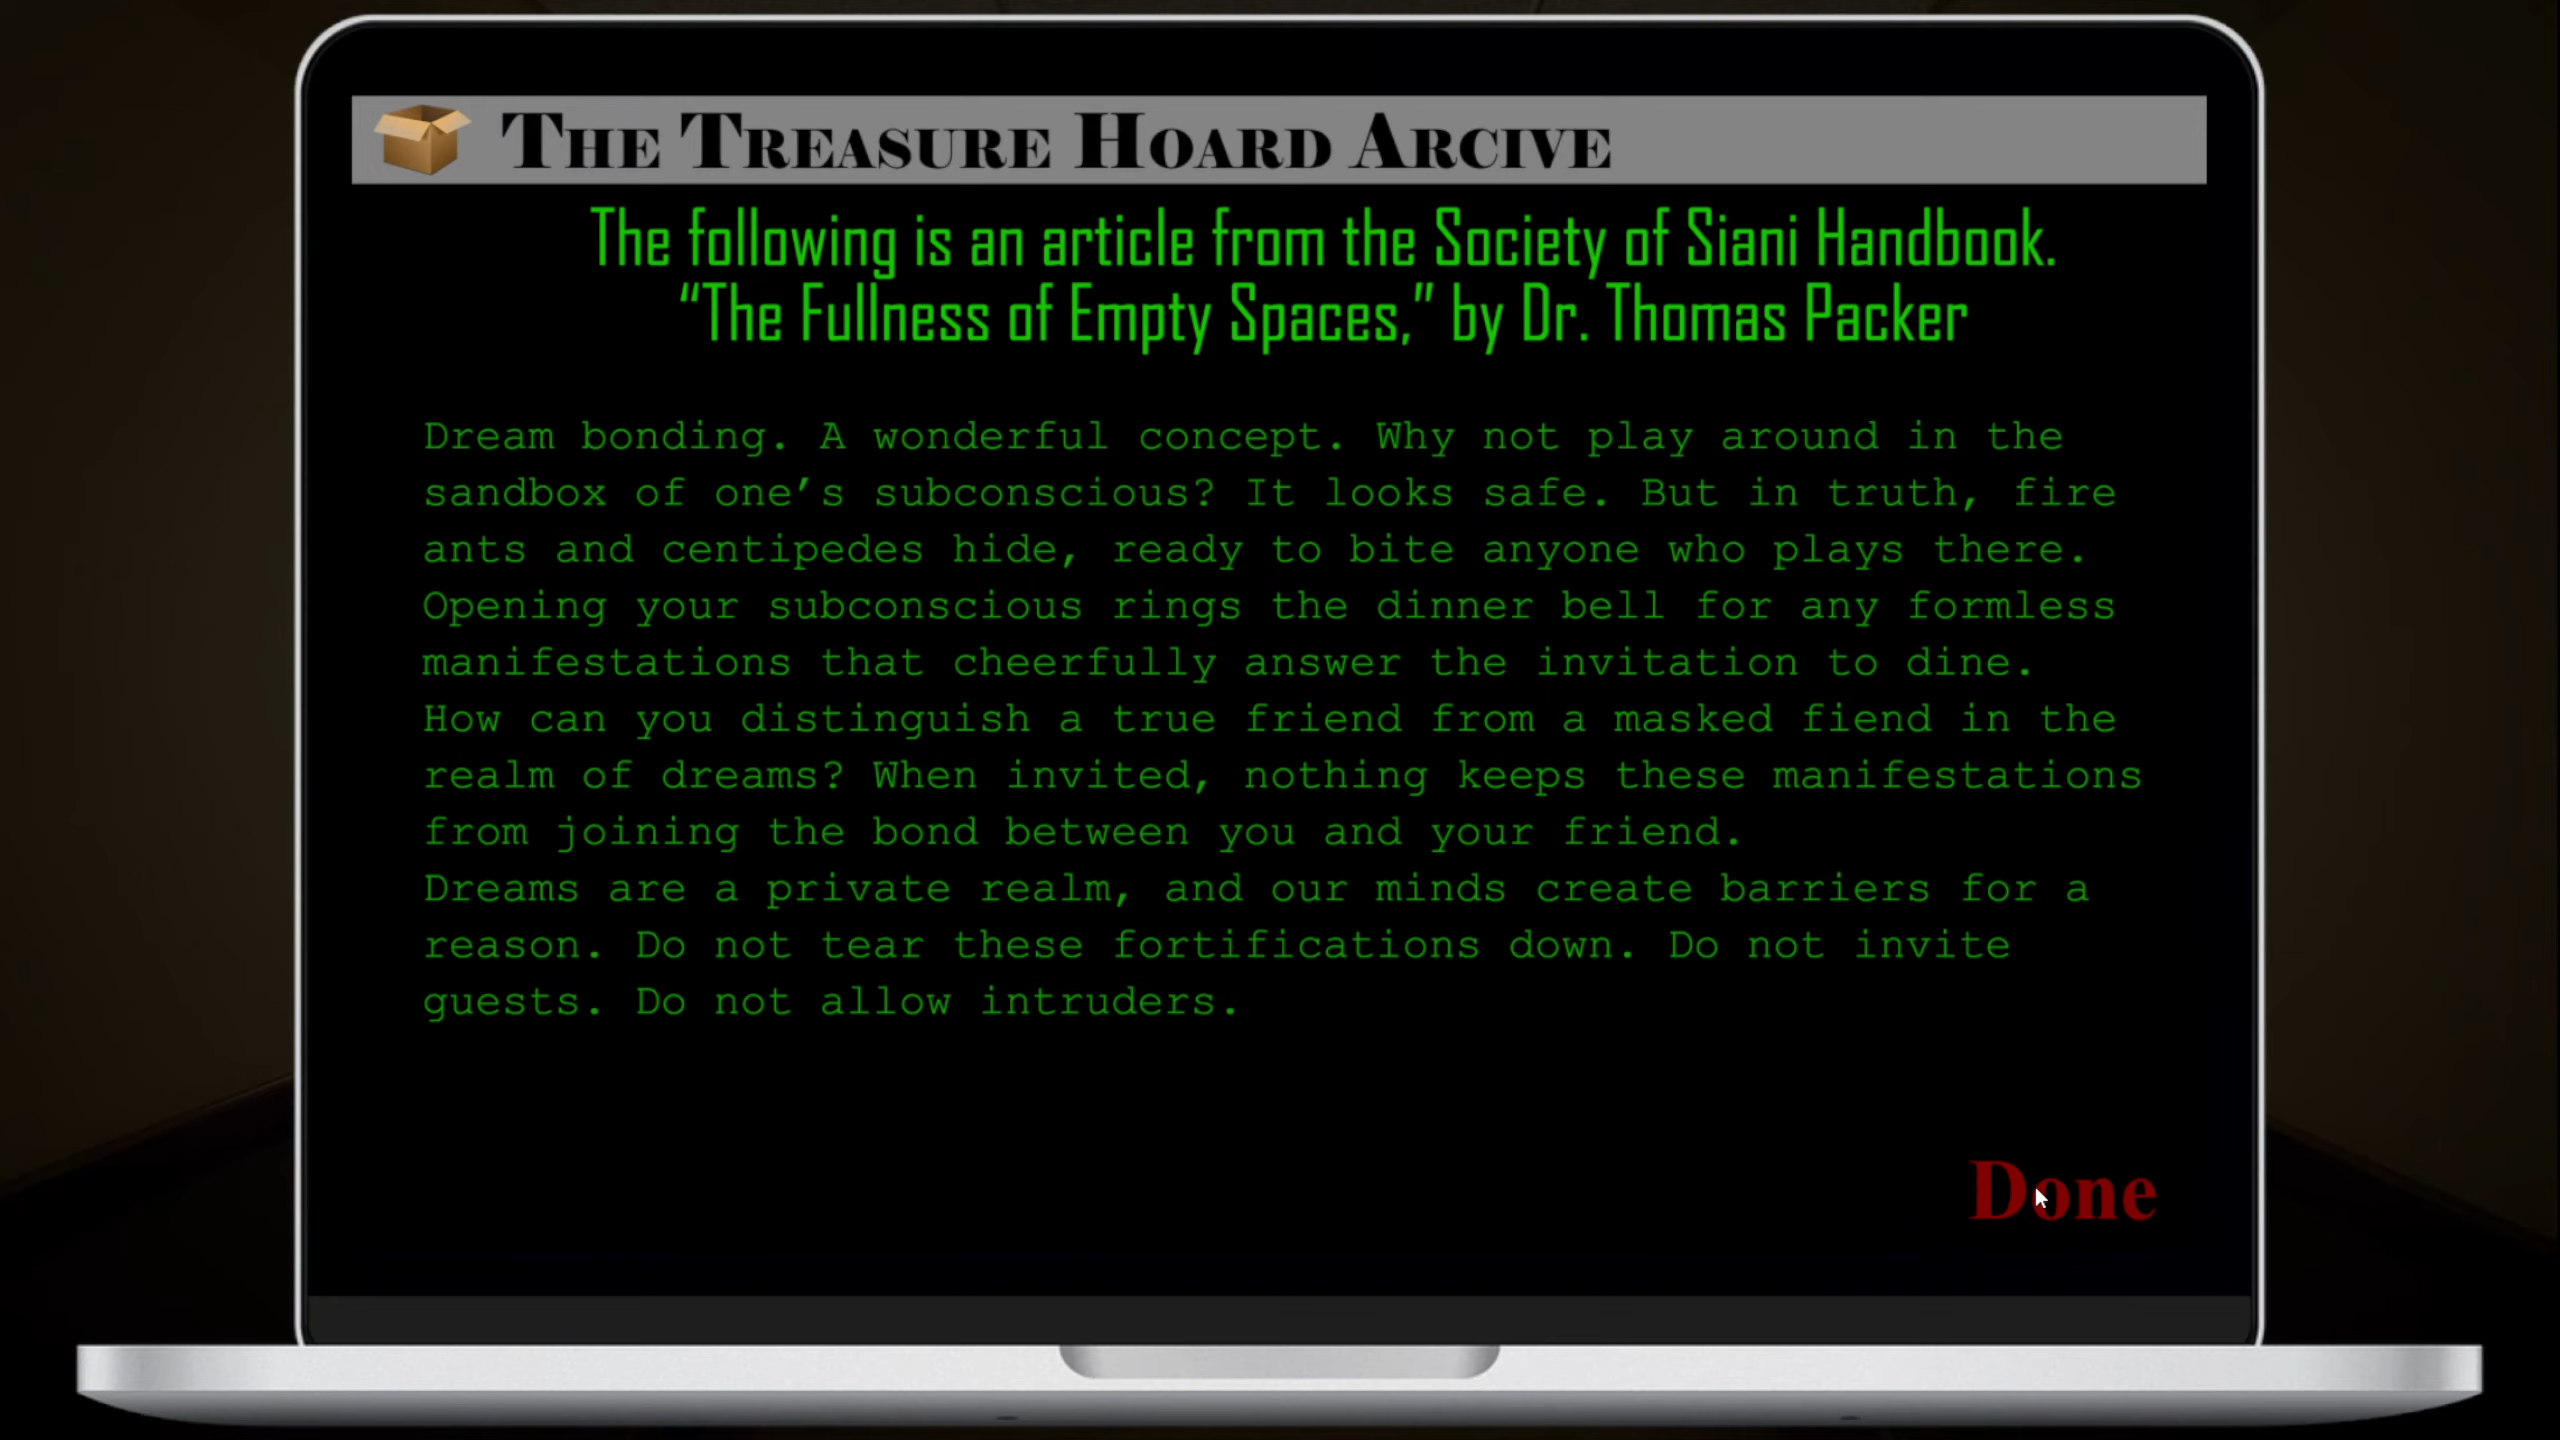 The Treasure Hoard Arcive
The following is an article from the Society of Siani Handbook.
“The Fullness of Empty Spaces,” by Dr. Thomas Packer
Dream bonding. A wonderful concept. Why not play around in the
sandbox of one’s subconscious? It looks safe. But in truth, fire
ants and centipedes hide, ready to bite anyone who plays there.
Opening your subconscious rings the dinner bell for any formless
manifestations that cheerfully answer the invitation to dine.
How can you distinguish a true friend from a masked fiend in the
realm of dreams? When invited, nothing keeps these manifestations
from joining the bond between you and your friend.
Dreams are a private realm, and our minds create barriers for a
reason. Do not tear these fortifications down. Do not invite
guests. Do not allow intruders.
Done